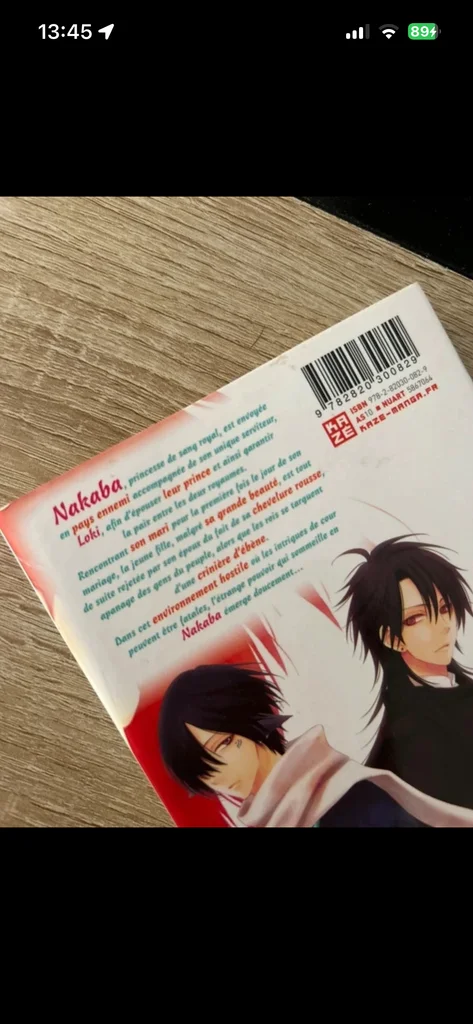 13:45
89
9 782820 300829
ISBN 978-2-82030-082-9
AS10 ■ NUART 5867064
KAZE-MANGA.FR
KAZE
Nakaba, princesse de sang royal, est envoyée
en pays ennemi accompagnée de son unique serviteur,
Loki, afin d'épouser leur prince et ainsi garantir
la paix entre les deux royaumes.
Rencontrant son mari pour la première fois le jour de son
mariage, la jeune fille, malgré sa grande beauté, est tout
de suite rejetée par son époux du fait de sa chevelure rousse,
apanage des gens du peuple, alors que les rois se targuent
d'une crinière d'ébène.
Dans cet environnement hostile où les intrigues de cour
peuvent être fatales, l'étrange pouvoir qui sommeille en
Nakaba émerge doucement...